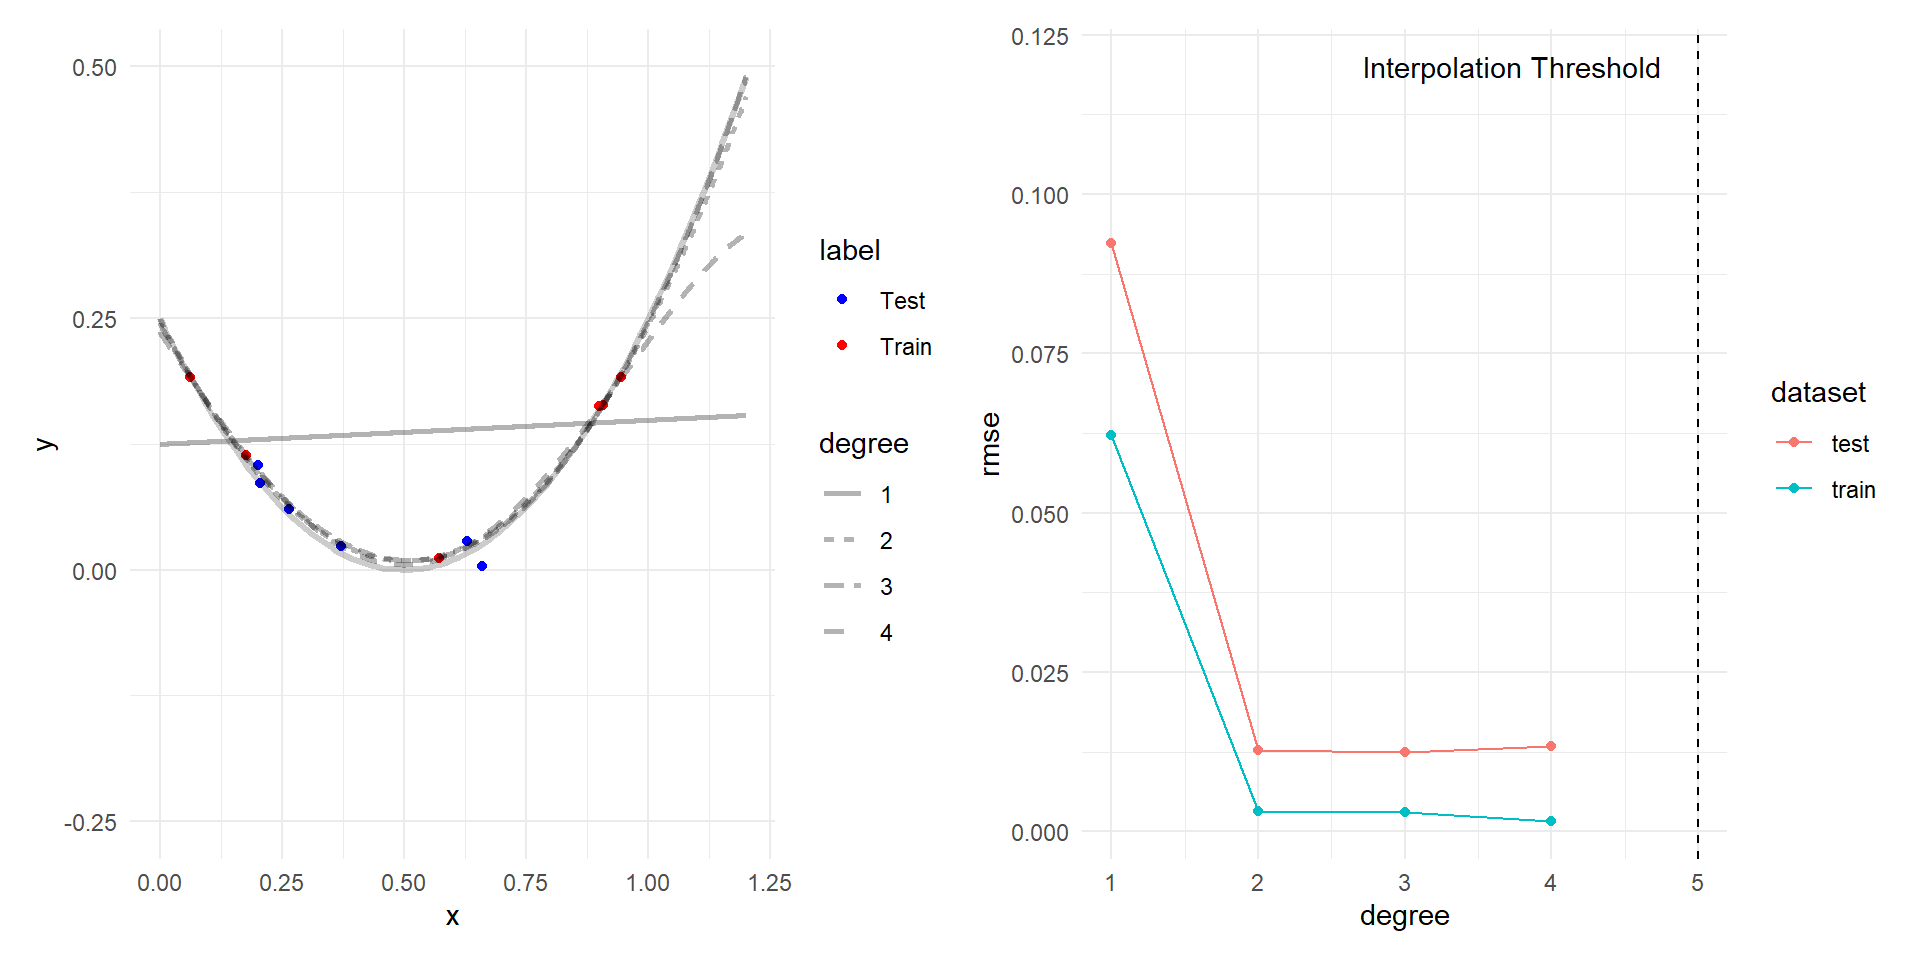 0.50
0.25
0.00
-0.25
y
0.00
0.25
0.50
0.75
1.00
1.25
x
label
Test
Train
degree
1
2
3
4
Interpolation Threshold
0.125
0.100
0.075
0.050
0.025
0.000
rmse
1
2
3
4
5
degree
dataset
test
train